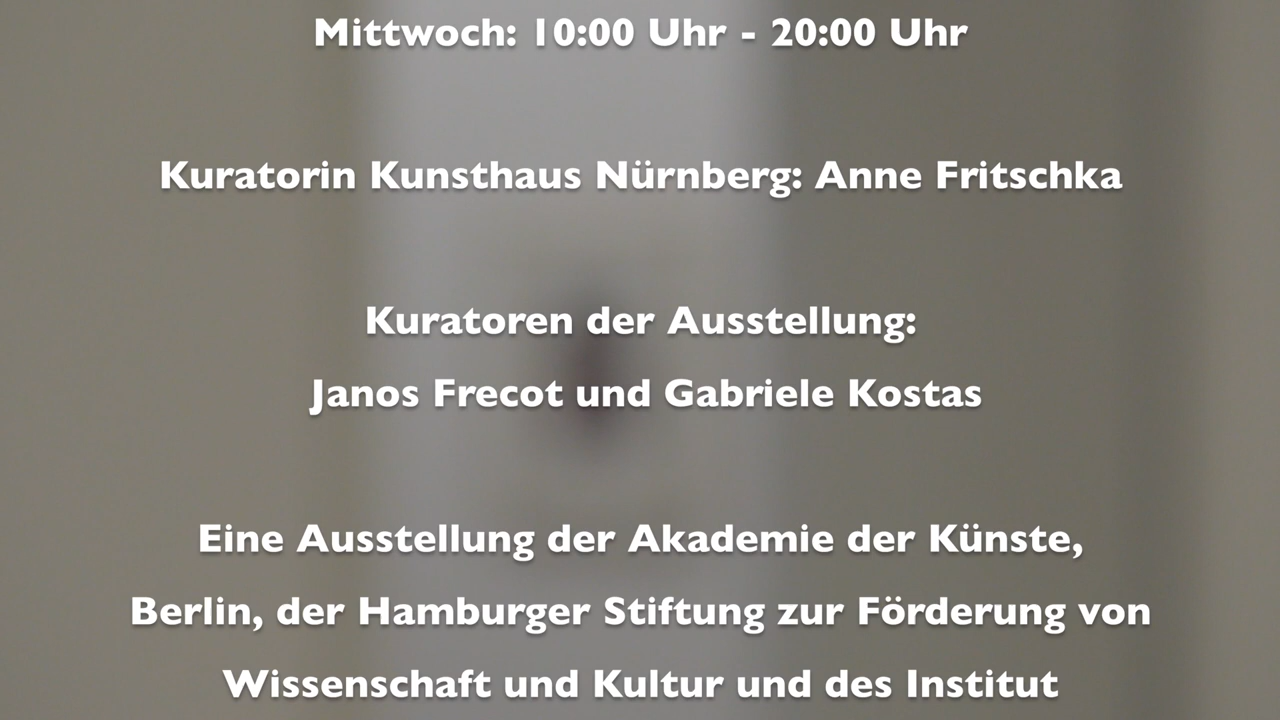 Mittwoch: 10:00 Uhr - 20:00 Uhr
Kuratorin Kunsthaus Nürnberg: Anne Fritschka
Kuratoren der Ausstellung:
Janos Frecot und Gabriele Kostas
Eine Ausstellung der Akademie der Künste,
Berlin, der Hamburger Stiftung zur Förderung von
Wissenschaft und Kultur und des Institut